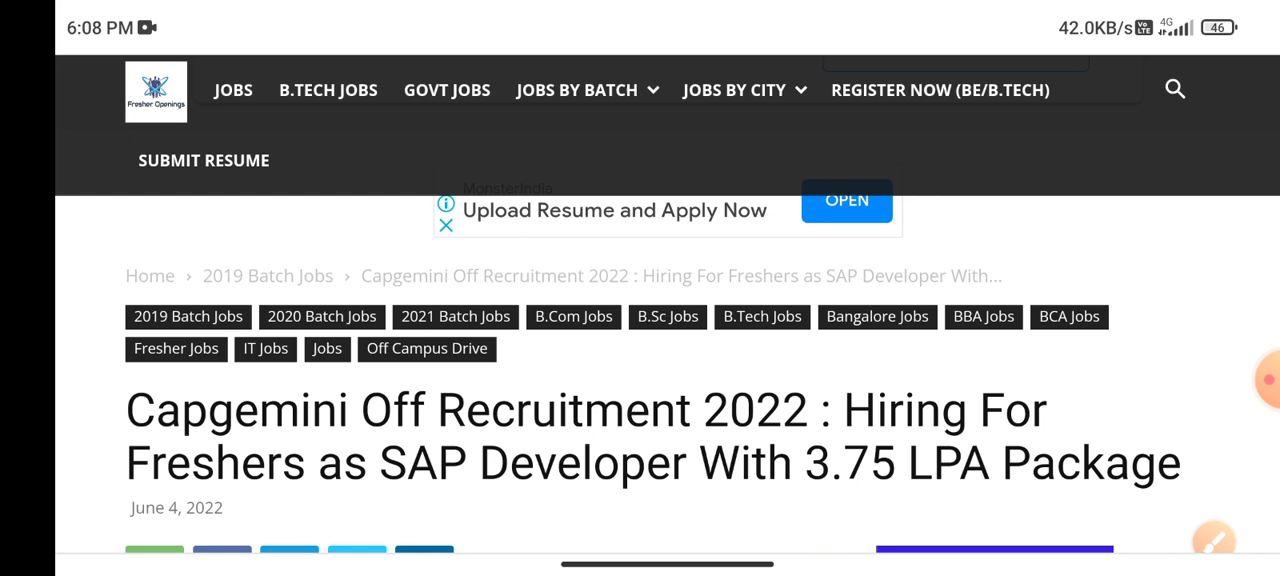 6:08 PM 42.0KB/s Vo LTE 4G 46
Fresher Openings JOBS B.TECH JOBS GOVT JOBS JOBS BY BATCH JOBS BY CITY REGISTER NOW (BE/B.TECH)
SUBMIT RESUME
MonsterIndia
Upload Resume and Apply Now OPEN
Home › 2019 Batch Jobs › Capgemini Off Recruitment 2022 : Hiring For Freshers as SAP Developer With...
2019 Batch Jobs 2020 Batch Jobs 2021 Batch Jobs B.Com Jobs B.Sc Jobs B.Tech Jobs Bangalore Jobs BBA Jobs BCA Jobs
Fresher Jobs IT Jobs Jobs Off Campus Drive
Capgemini Off Recruitment 2022 : Hiring For
Freshers as SAP Developer With 3.75 LPA Package
June 4, 2022